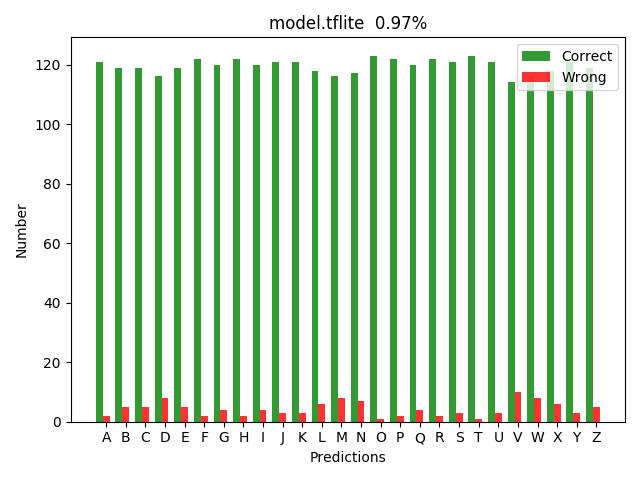 model.tflite  0.97%
Correct
Wrong
Number
120
100
80
60
40
20
0
A B C D E F G H I J K L M N O P Q R S T U V W X Y Z
Predictions